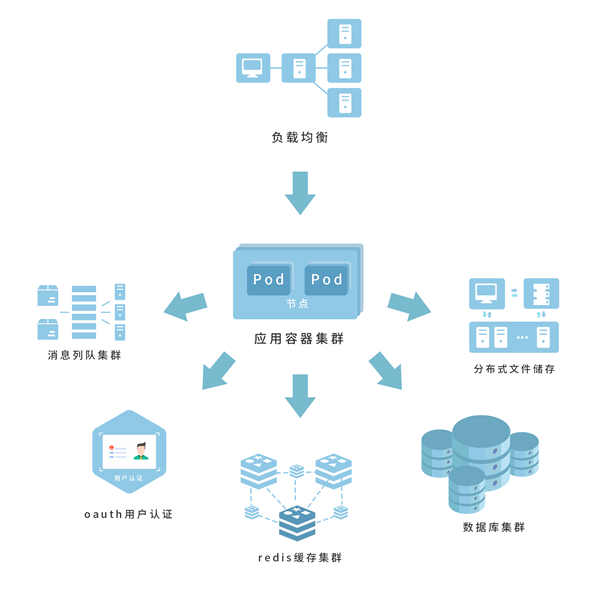 负载均衡
Pod Pod
节点
应用容器集群
消息列队集群
分布式文件储存
用户认证
oauth用户认证
数据库集群
redis缓存集群